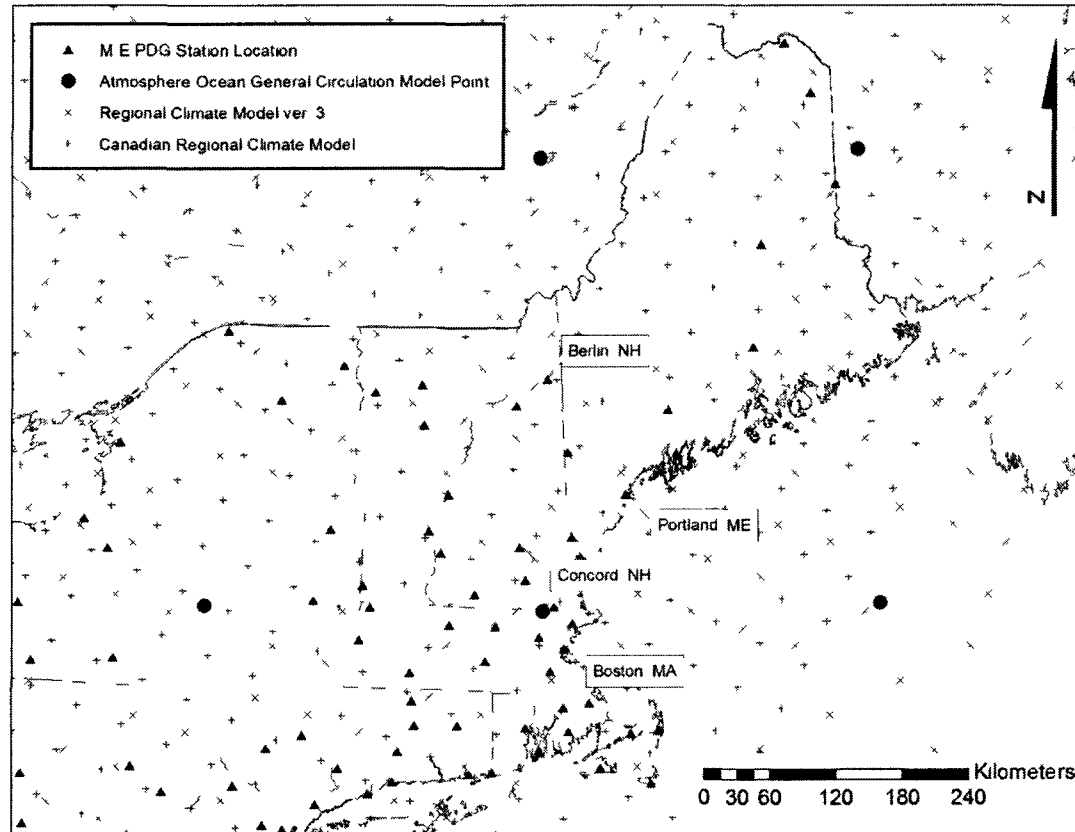 M E PDG Station Location
Atmosphere Ocean General Circulation Model Point
Regional Climate Model ver 3
Canadian Regional Climate Model
N
Berlin NH
Portland ME
Concord NH
Boston MA
Kilometers
0 30 60 120 180 240